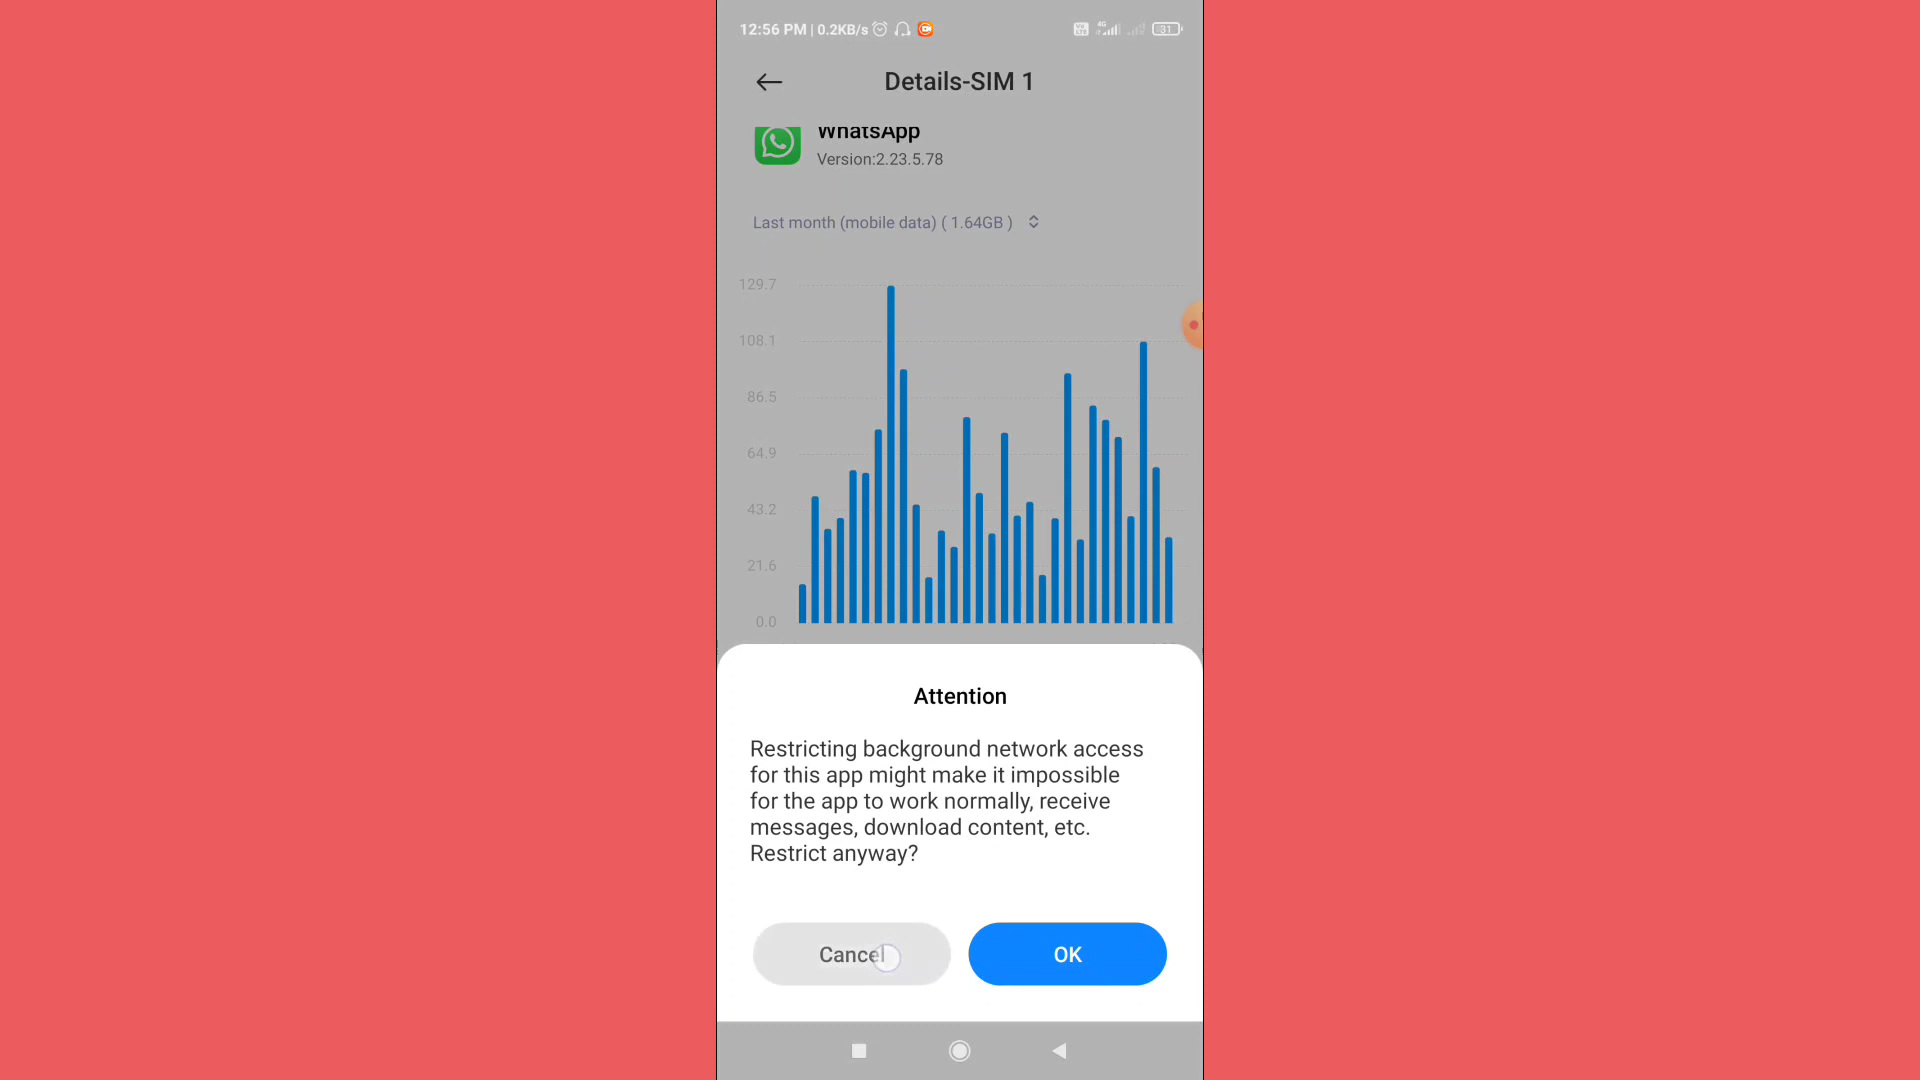 12:56 PM | 0.2KB/s
4G
31
Details-SIM 1
WhatsApp
Version:2.23.5.78
Last month (mobile data) ( 1.64GB )
129.7
108.1
86.5
64.9
43.2
21.6
0.0
Attention
Restricting background network access
for this app might make it impossible
for the app to work normally, receive
messages, download content, etc.
Restrict anyway?
Cancel
OK